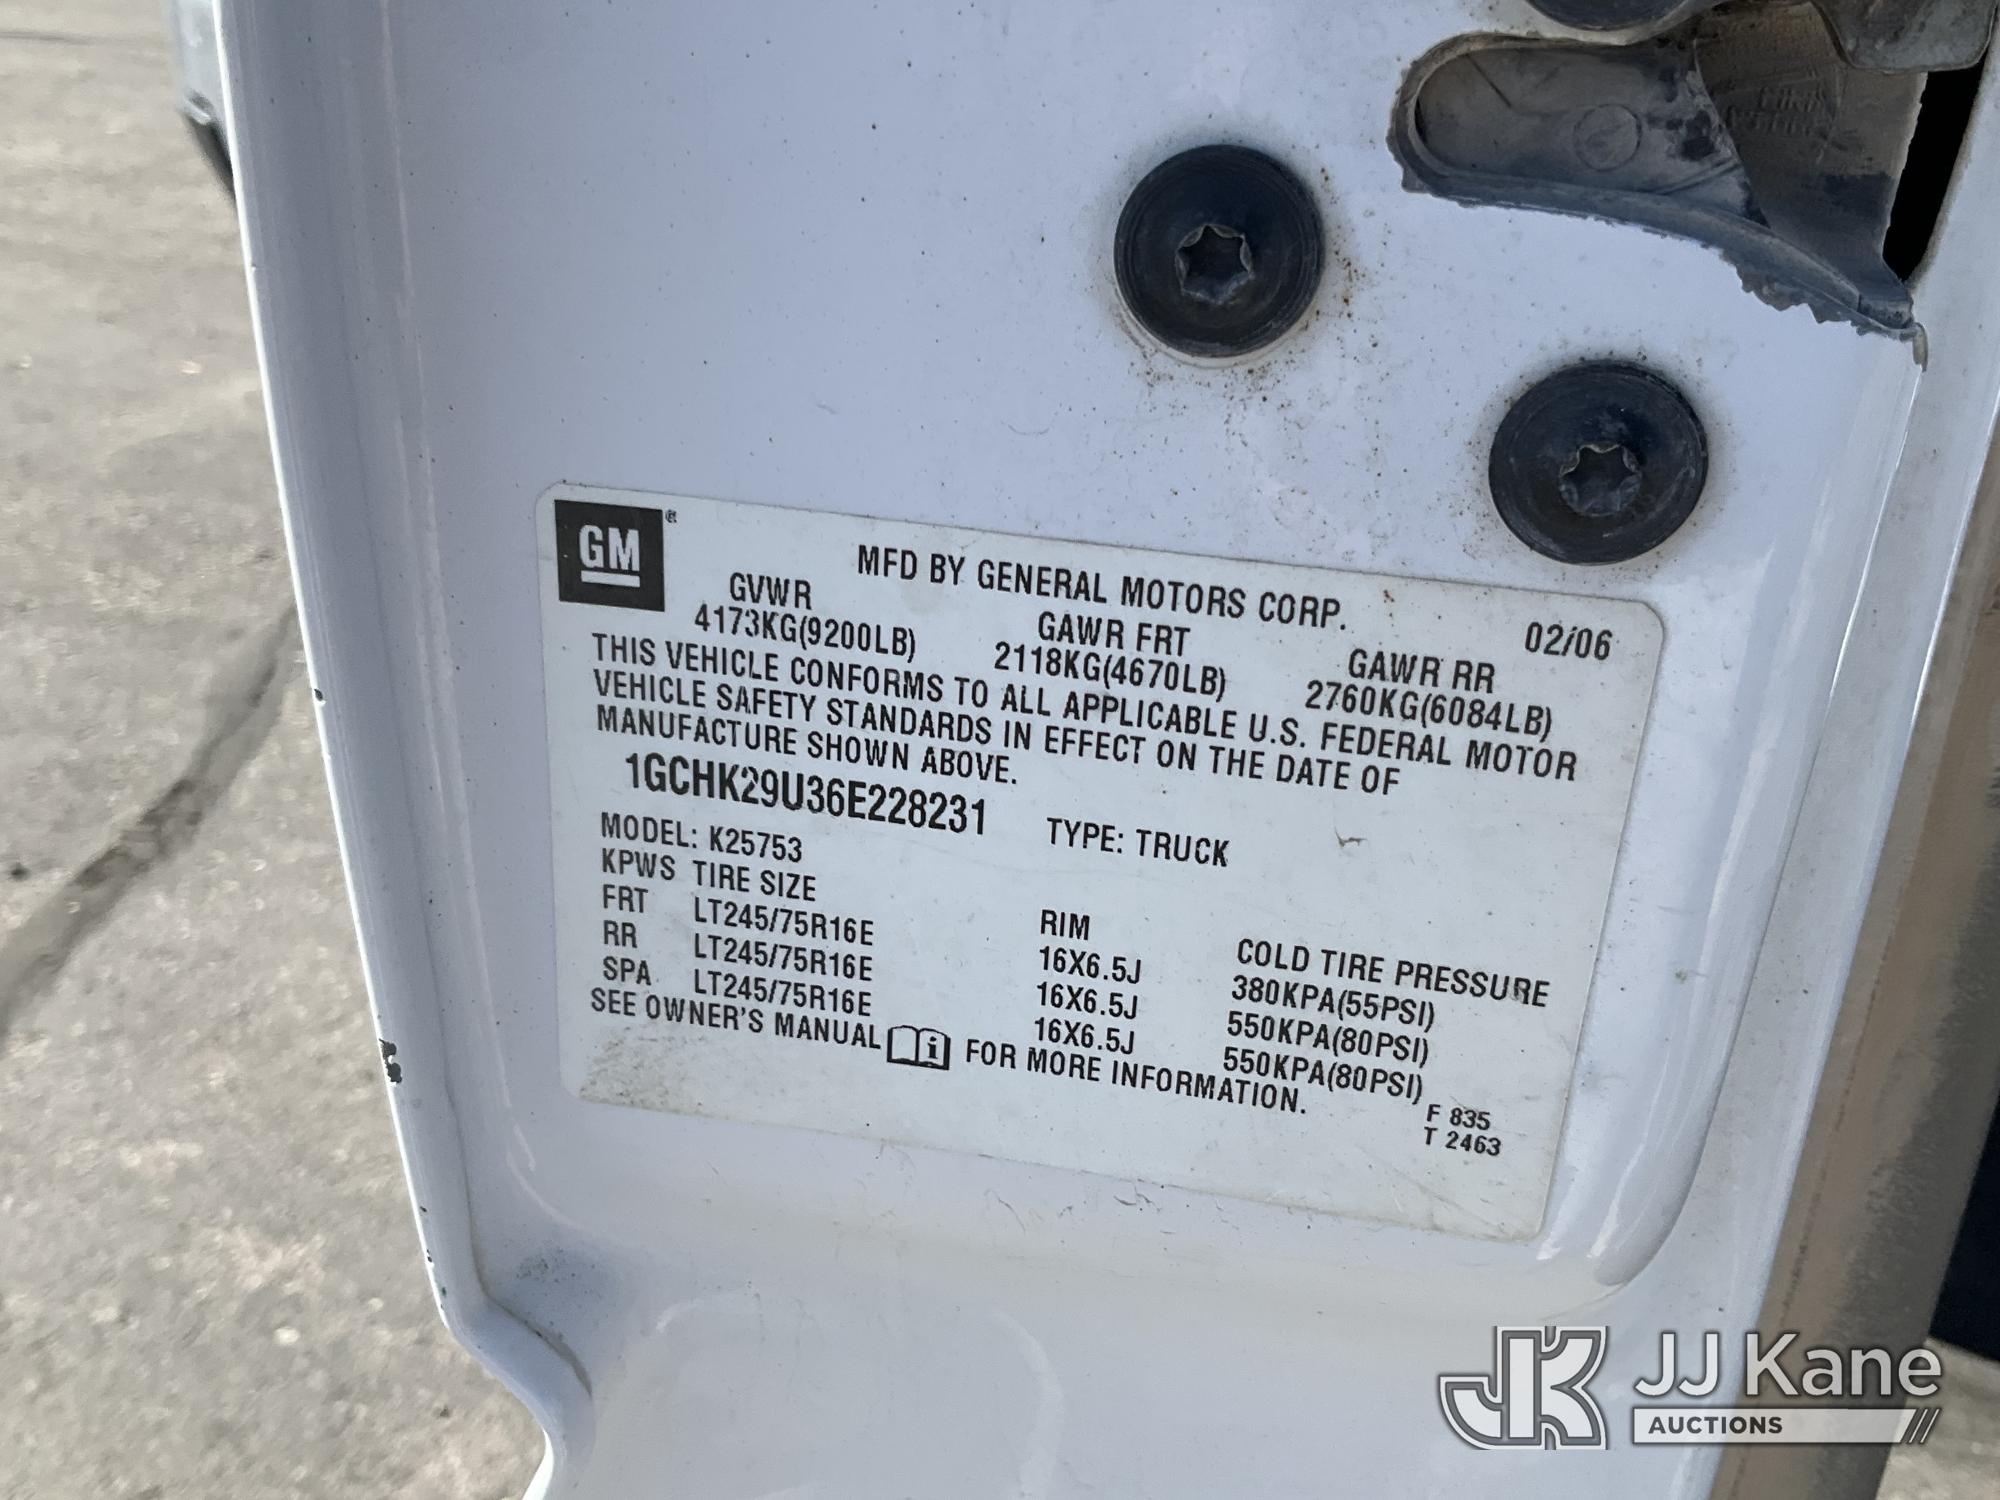 GM
MFD BY GENERAL MOTORS CORP. 02/06
GVWR GAWR FRT GAWR RR
4173KG(9200LB) 2118KG(4670LB) 2760KG(6084LB)
THIS VEHICLE CONFORMS TO ALL APPLICABLE U.S. FEDERAL MOTOR
VEHICLE SAFETY STANDARDS IN EFFECT ON THE DATE OF
MANUFACTURE SHOWN ABOVE.
1GCHK29U36E228231 TYPE: TRUCK
MODEL: K25753
KPWS TIRE SIZE RIM COLD TIRE PRESSURE
FRT LT245/75R16E 16X6.5J 380KPA(55PSI)
RR LT245/75R16E 16X6.5J 550KPA(80PSI)
SPA LT245/75R16E 16X6.5J 550KPA(80PSI)
SEE OWNER'S MANUAL i FOR MORE INFORMATION.
F 835
T 2463
JK JJ Kane
AUCTIONS